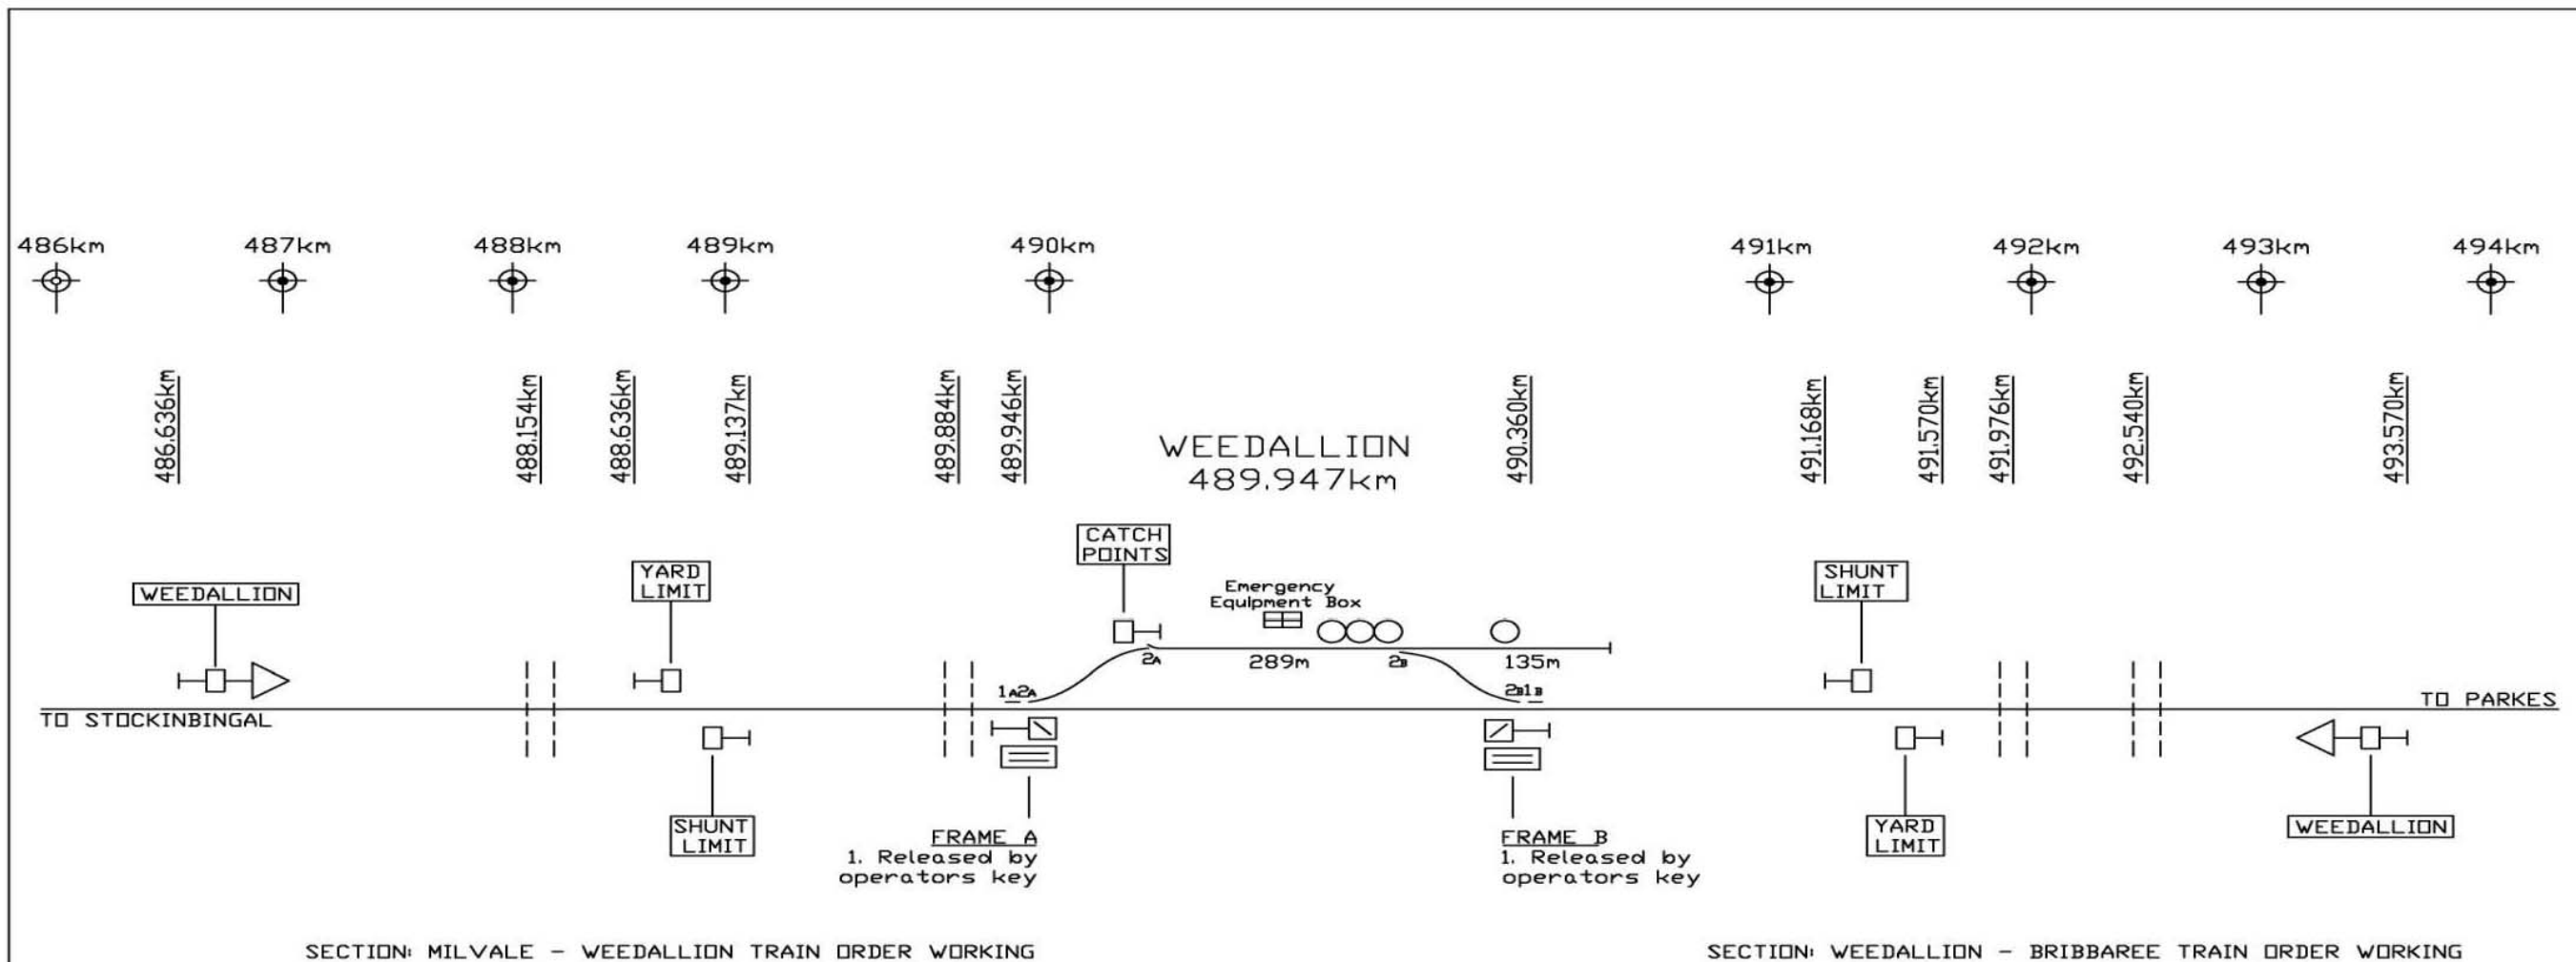 486km
487km
488km
489km
490km
491km
492km
493km
494km
486.636km
488.154km
488.636km
489.137km
489.884km
489.946km
490.360km
491.168km
491.570km
491.976km
492.540km
493.570km
WEEDALLION
489.947km
CATCH
POINTS
YARD
LIMIT
SHUNT
LIMIT
WEEDALLION
Emergency
Equipment Box
2A
289m
2B
135m
1A2A
2B1B
TO STOCKINBINGAL
TO PARKES
SHUNT
LIMIT
FRAME A
1. Released by
operators key
FRAME B
1. Released by
operators key
YARD
LIMIT
WEEDALLION
SECTION: MILVALE - WEEDALLION TRAIN ORDER WORKING
SECTION: WEEDALLION - BRIBBAREE TRAIN ORDER WORKING